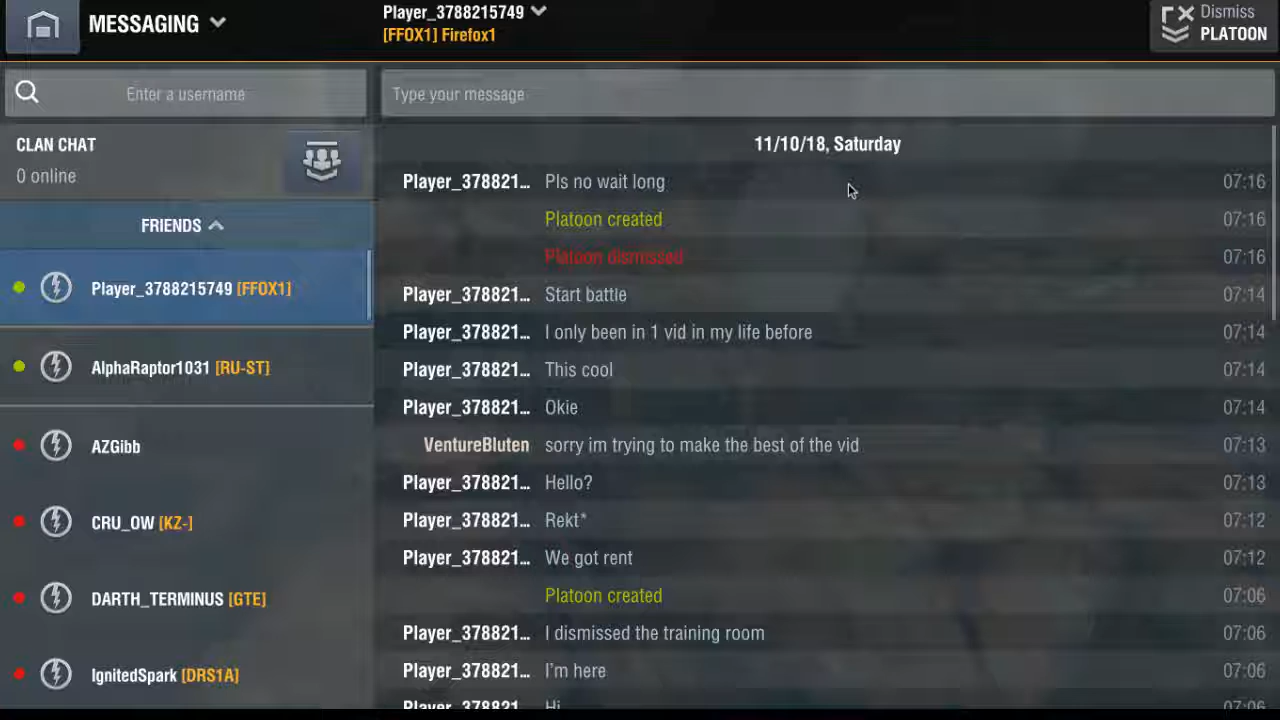 MESSAGING
Player_3788215749
[FFOX1] Firefox1
Dismiss
PLATOON
Enter a username
Type your message
CLAN CHAT
0 online
FRIENDS
Player_3788215749 [FFOX1]
AlphaRaptor1031 [RU-ST]
AZGibb
CRU_OW [KZ-]
DARTH_TERMINUS [GTE]
IgnitedSpark [DRS1A]
11/10/18, Saturday
Player_378821... Pls no wait long 07:16
Platoon created 07:16
Platoon dismissed 07:16
Player_378821... Start battle 07:14
Player_378821... I only been in 1 vid in my life before 07:14
Player_378821... This cool 07:14
Player_378821... Okie 07:14
VentureBluten sorry im trying to make the best of the vid 07:13
Player_378821... Hello? 07:13
Player_378821... Rekt* 07:12
Player_378821... We got rent 07:12
Platoon created 07:06
Player_378821... I dismissed the training room 07:06
Player_378821... I'm here 07:06
Player_378821... Hi 07:06